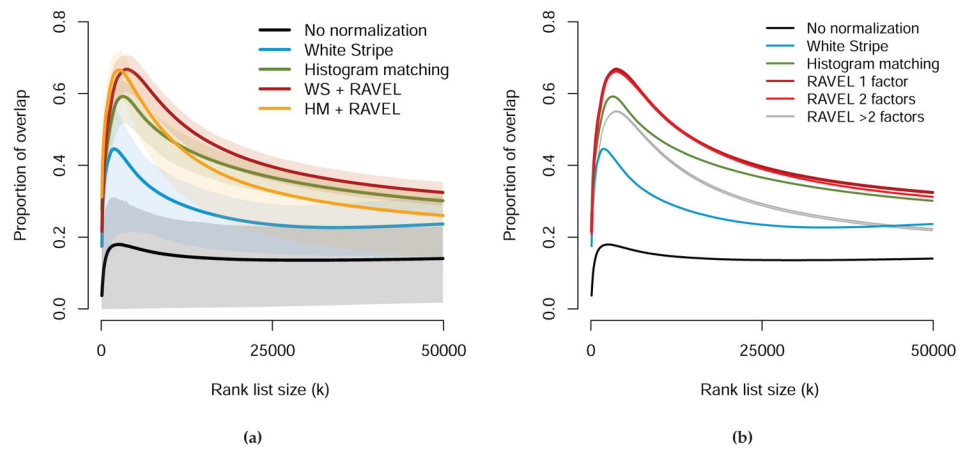 0.8
0.6
0.4
0.2
0.0
Proportion of overlap
No normalization
White Stripe
Histogram matching
WS + RAVEL
HM + RAVEL
0
25000
50000
Rank list size (k)
(a)
0.8
0.6
0.4
0.2
0.0
Proportion of overlap
No normalization
White Stripe
Histogram matching
RAVEL 1 factor
RAVEL 2 factors
RAVEL >2 factors
0
25000
50000
Rank list size (k)
(b)